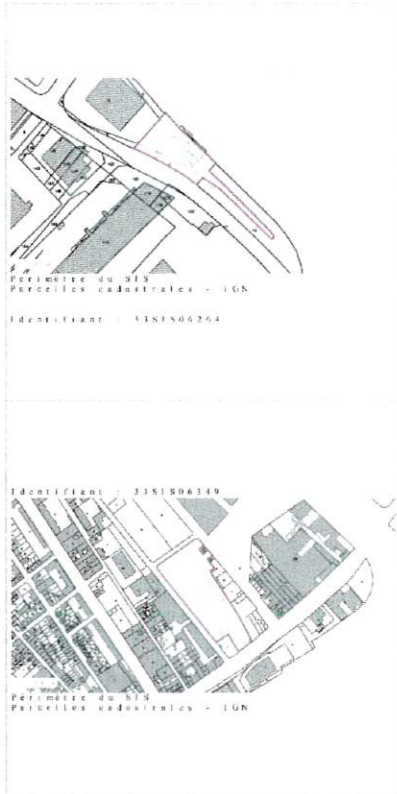 Périmètre du SIS
Parcelles cadastrales - IGN
Identifiant : 33SIS06264
Identifiant : 33SIS06349
Périmètre du SIS
Parcelles cadastrales - IGN